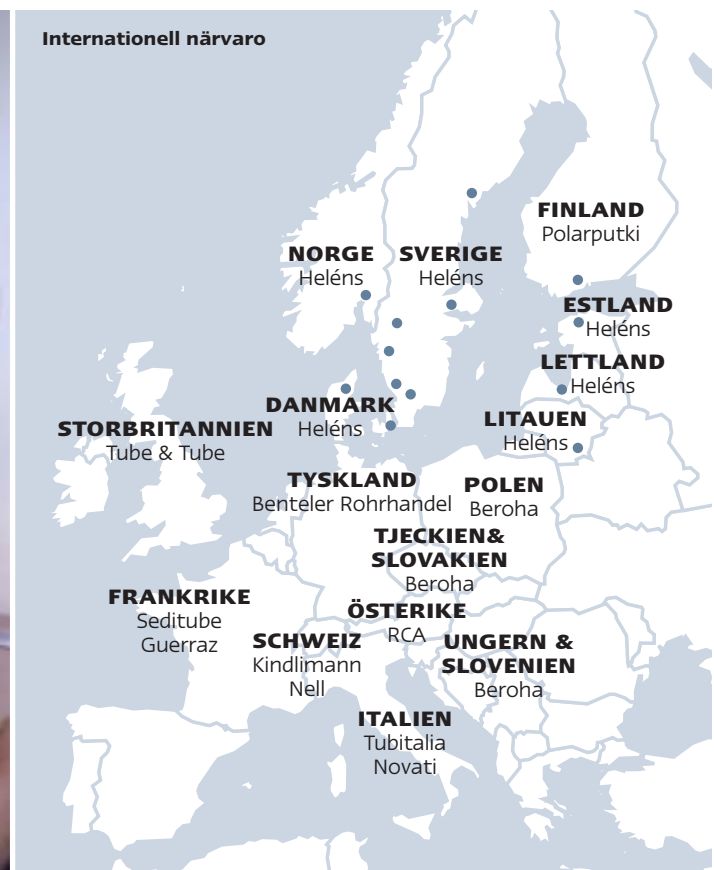 Internationell närvaro
FINLAND
Polarputki
NORGE
Heléns
SVERIGE
Heléns
ESTLAND
Heléns
LETTLAND
Heléns
DANMARK
Heléns
LITAUEN
Heléns
STORBRITANNIEN
Tube & Tube
TYSKLAND
Benteler Rohrhandel
POLEN
Beroha
TJECKIEN&
SLOVAKIEN
Beroha
FRANKRIKE
Seditube
Guerraz
ÖSTERIKE
RCA
SCHWEIZ
Kindlimann
Nell
UNGERN &
SLOVENIEN
Beroha
ITALIEN
Tubitalia
Novati